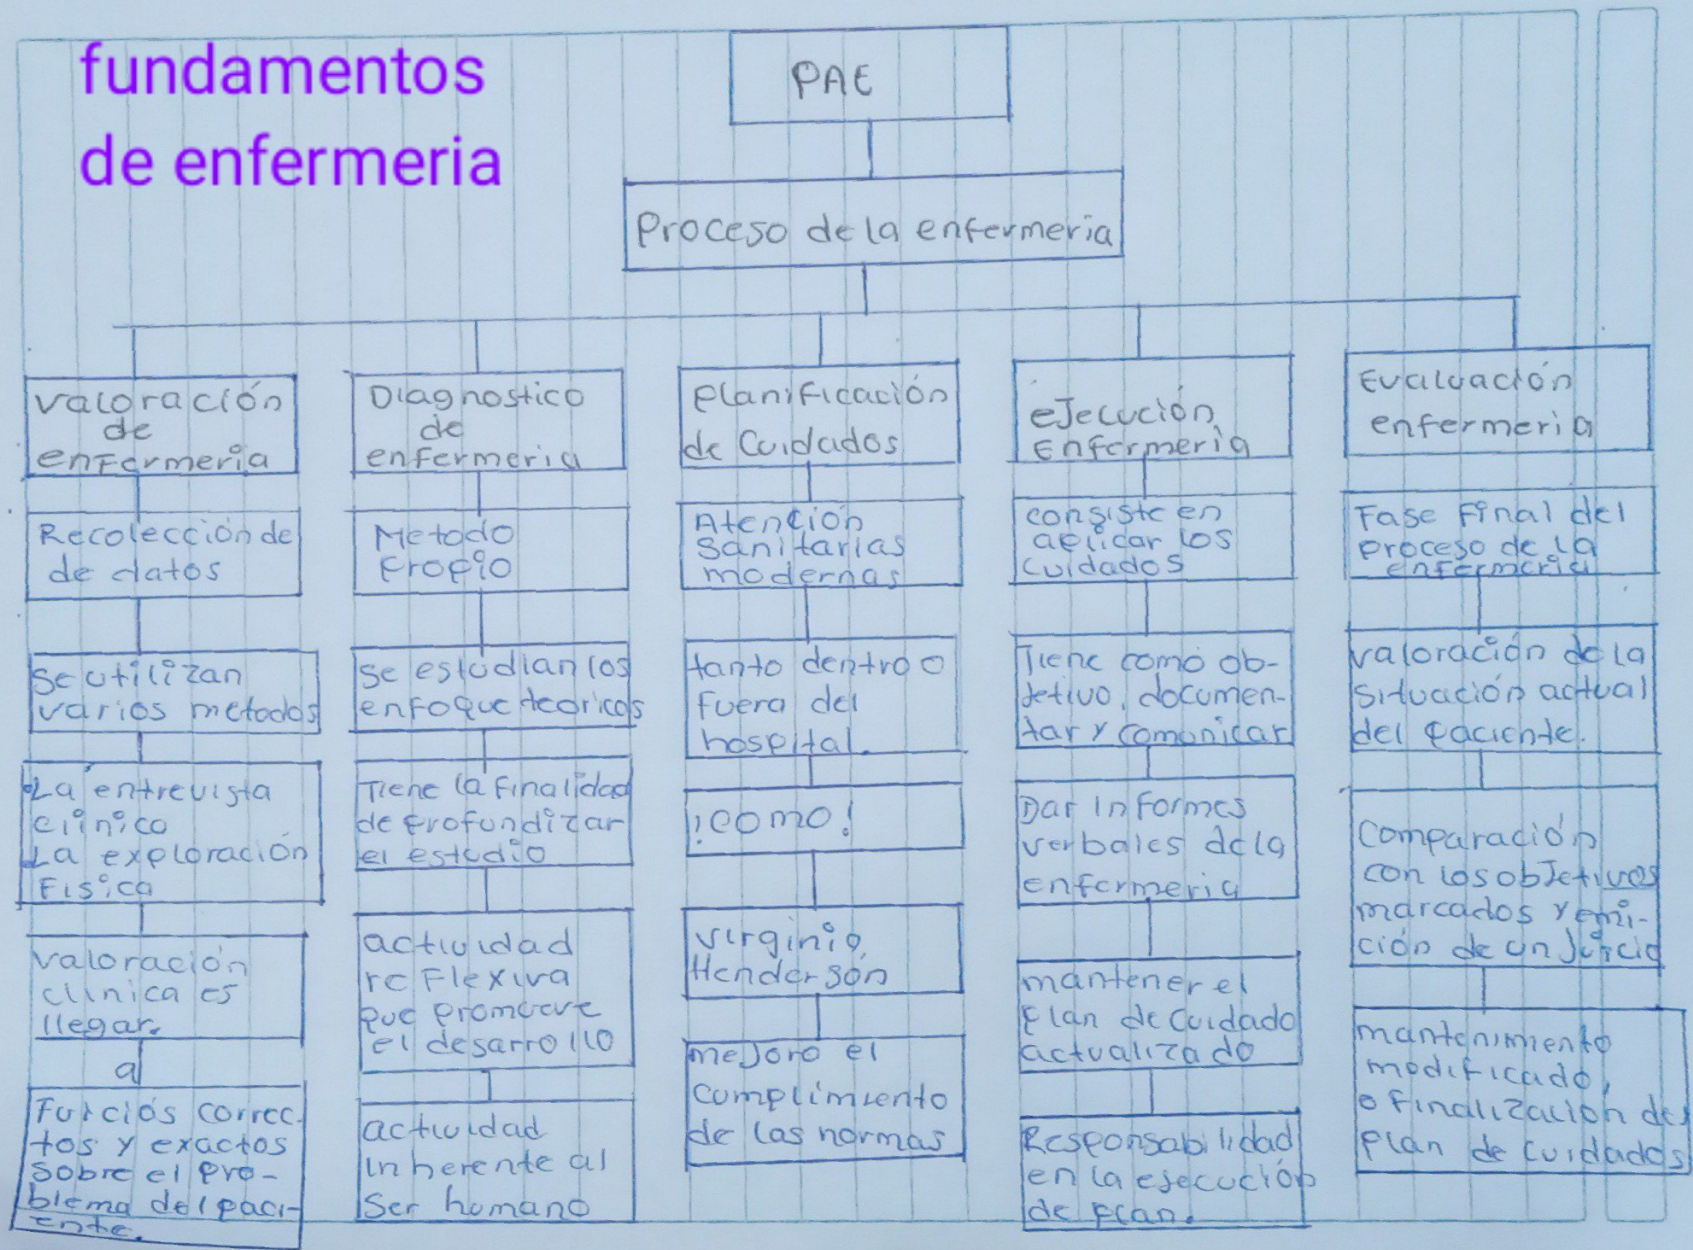 fundamentos
de enfermeria
PAE
Proceso de la enfermeria
valoración
de
enfermeria
Recolección de
de datos
se utilizan
varios metodos
La entrevista
clinico
La exploración
Fisica
valoración
clinica es
llegar.
a
correc-
tos y exactos
sobre el pro-
blema del paci-
ente.
Diagnostico
de
enfermeria
Metodo
Propio
se estudian los
enfoque teoricos
Tiene la finalidad
de profundizar
el estudio
actividad
reflexiva
que promueve
el desarrollo
actividad
inherente al
ser humano
Planificación
de Cuidados
Atención
sanitarias
modernas
tanto dentro o
fuera del
hospital.
¡como!
virginia
Henderson
mejoro el
cumplimiento
de las normas
eJecución
Enfermeria
consiste en
aplicar los
cuidados
Tiene como ob-
jetivo, documen-
tar y comunicar
Dar informes
verbales de la
enfermeria
mantener el
plan de cuidado
actualizado
Responsabilidad
en la ejecución
de plan.
Evaluación
enfermeria
Fase Final del
proceso de la
enfermeria
valoración de la
situación actual
del paciente.
comparación
con los objetivos
marcados y emi-
ción de un Juicio
mantenimiento
modificado,
o finalización del
plan de cuidados